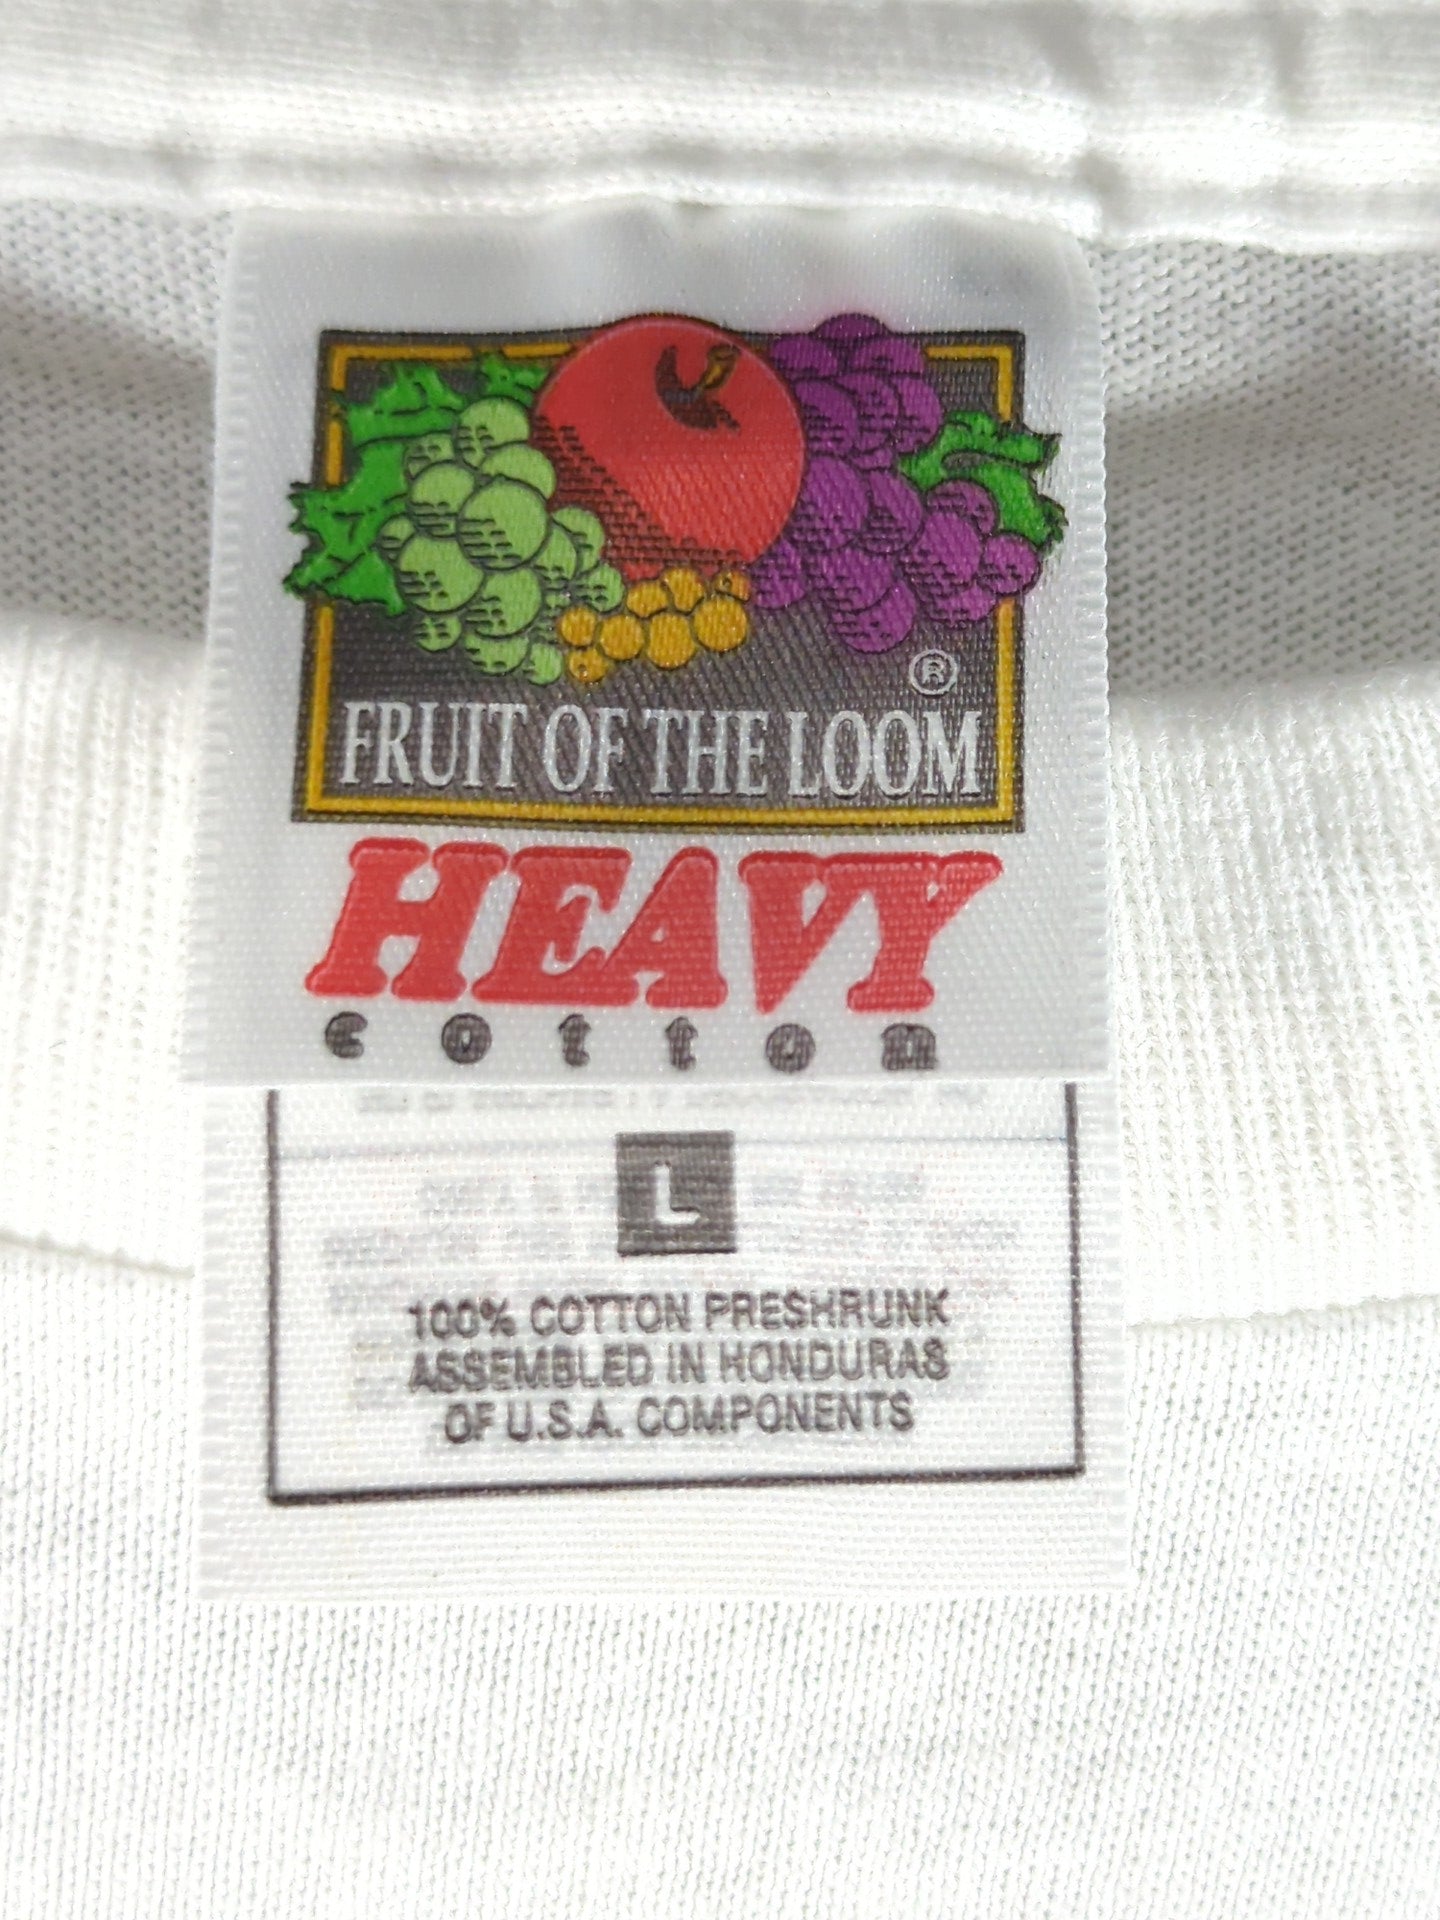 ®
FRUIT OF THE LOOM
HEAVY
cotton
L
100% COTTON PRESHRUNK
ASSEMBLED IN HONDURAS
OF U.S.A. COMPONENTS